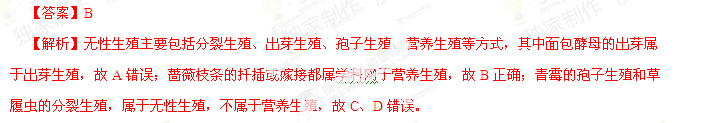 【答案】B
【解析】无性生殖主要包括分裂生殖、出芽生殖、孢子生殖、营养生殖等方式，其中面包酵母的出芽属
于出芽生殖，故 A 错误；蔷薇枝条的扦插或嫁接都属学科网于营养生殖，故 B 正确；青霉的孢子生殖和草
履虫的分裂生殖，属于无性生殖，不属于营养生殖，故 C、D 错误。